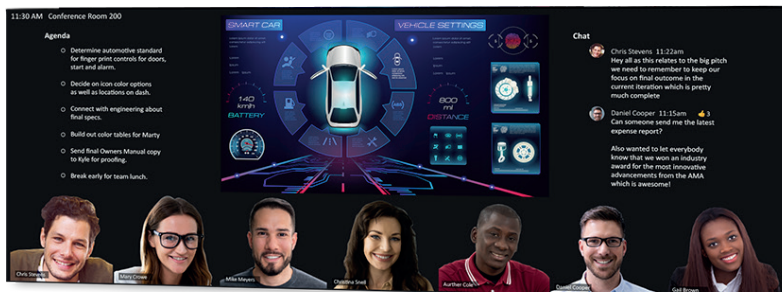 11:30 AM Conference Room 200
Agenda
Determine automotive standard
for finger print controls for doors,
start and alarm.
Decide on icon color options
as well as locations on dash.
Connect with engineering about
final specs.
Build out color tables for Marty
Send final Owners Manual copy
to Kyle for proofing.
Break early for team lunch.
SMART CAR
VEHICLE SETTINGS
140
km/h
BATTERY
800
mil
DISTANCE
Chat
Chris Stevens 11:22am
Hey all as this relates to the big pitch
we need to remember to keep our
focus on final outcome in the
current iteration which is pretty
much complete
Daniel Cooper 11:15am 👍3
Can someone send me the latest
expense report?
Also wanted to let everybody
know that we won an industry
award for the most innovative
advancements from the AMA
which is awesome!
Chris Stevens
Mary Crowe
Mike Mayers
Christina Snell
Aurther Cole
Daniel Cooper
Gail Brown